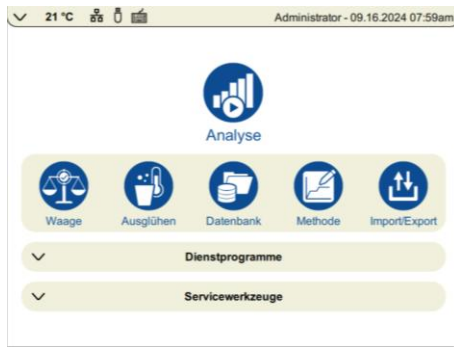 21 °C
Administrator - 09.16.2024 07:59am
Analyse
Waage Ausglühen Datenbank Methode Import/Export
Dienstprogramme
Servicewerkzeuge